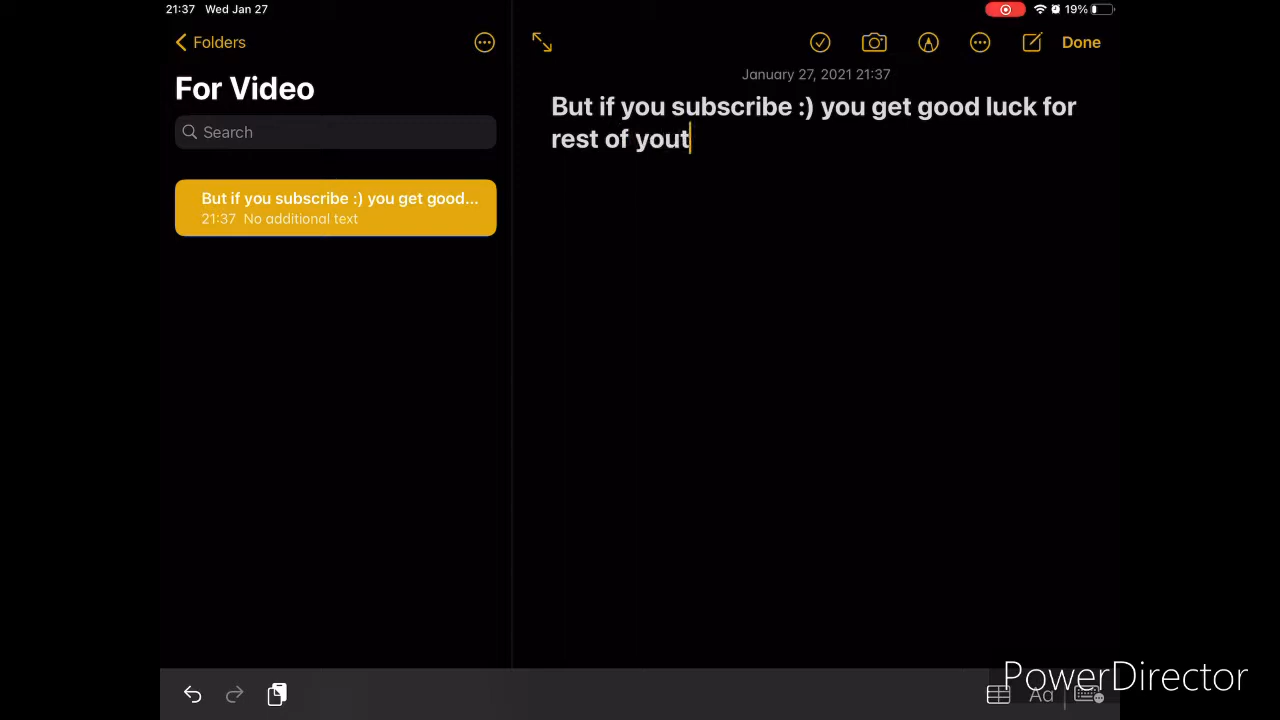 21:37 Wed Jan 27
19%
Folders
Done
For Video
January 27, 2021 21:37
Search
But if you subscribe :) you get good luck for
rest of yout
But if you subscribe :) you get good...
21:37 No additional text
Aa
PowerDirector